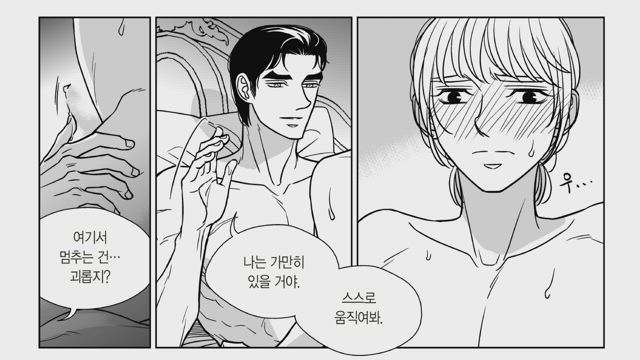 여기서
멈추는 건…
괴롭지?
나는 가만히
있을 거야.
스스로
움직여봐.
우…